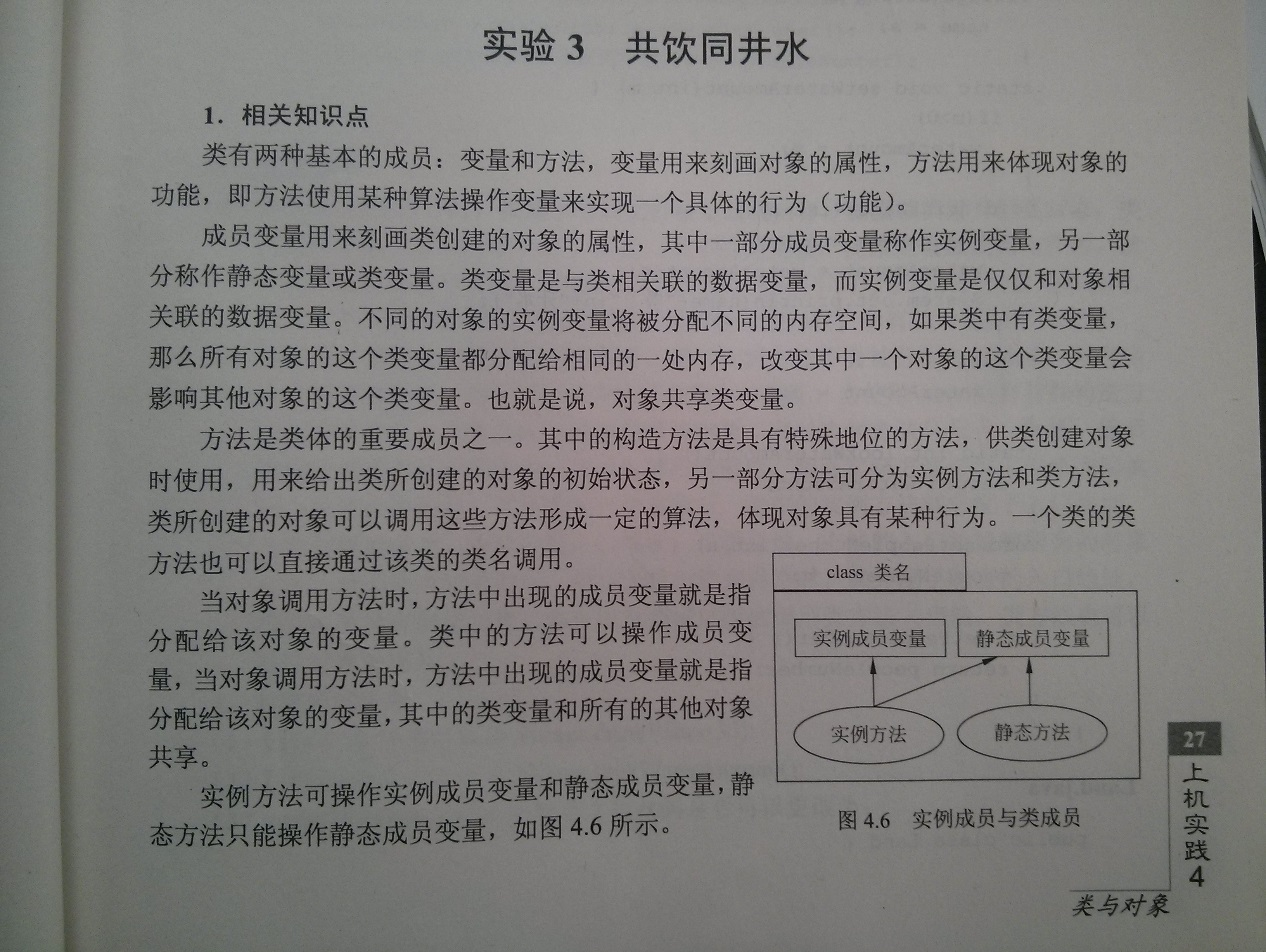 实验 3　共饮同井水
1．相关知识点
类有两种基本的成员：变量和方法，变量用来刻画对象的属性，方法用来体现对象的
功能，即方法使用某种算法操作变量来实现一个具体的行为（功能）。
成员变量用来刻画类创建的对象的属性，其中一部分成员变量称作实例变量，另一部
分称作静态变量或类变量。类变量是与类相关联的数据变量，而实例变量是仅仅和对象相
关联的数据变量。不同的对象的实例变量将被分配不同的内存空间，如果类中有类变量，
那么所有对象的这个类变量都分配给相同的一处内存，改变其中一个对象的这个类变量会
影响其他对象的这个类变量。也就是说，对象共享类变量。
方法是类体的重要成员之一。其中的构造方法是具有特殊地位的方法，供类创建对象
时使用，用来给出类所创建的对象的初始状态，另一部分方法可分为实例方法和类方法，
类所创建的对象可以调用这些方法形成一定的算法，体现对象具有某种行为。一个类的类
方法也可以直接通过该类的类名调用。
当对象调用方法时，方法中出现的成员变量就是指
分配给该对象的变量。类中的方法可以操作成员变
量，当对象调用方法时，方法中出现的成员变量就是指
分配给该对象的变量，其中的类变量和所有的其他对象
共享。
实例方法可操作实例成员变量和静态成员变量，静
态方法只能操作静态成员变量，如图 4.6 所示。
class 类名
实例成员变量
静态成员变量
实例方法
静态方法
图 4.6　实例成员与类成员
27
上机实践4
类与对象